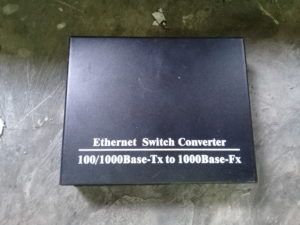 Ethernet Switch Converter
100/1000Base-Tx to 1000Base-Fx